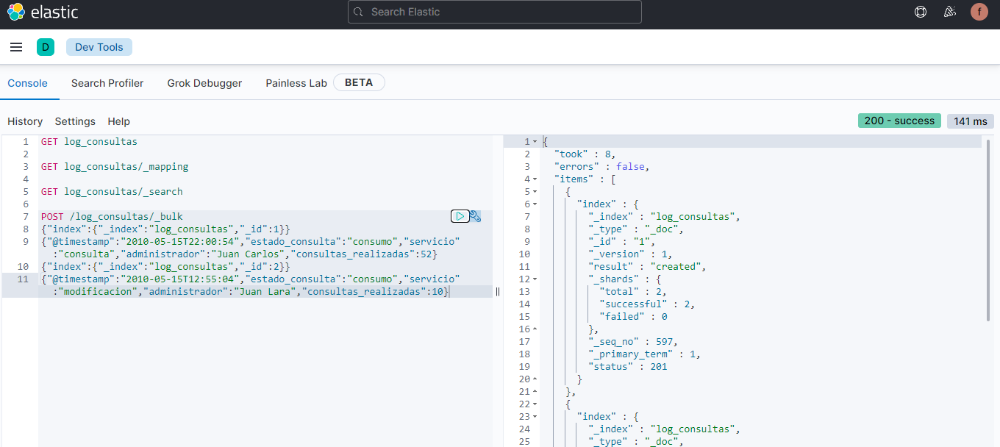 elastic
Search Elastic
f
D
Dev Tools
Console Search Profiler Grok Debugger Painless Lab BETA
History Settings Help
200 - success 141 ms
1 GET log_consultas
2
3 GET log_consultas/_mapping
4
5 GET log_consultas/_search
6
7 POST /log_consultas/_bulk
8 {"index":{"_index":"log_consultas","_id":1}}
9 {"@timestamp":"2010-05-15T22:00:54","estado_consulta":"consumo","servicio"
:"consulta","administrador":"Juan Carlos","consultas_realizadas":52}
10 {"index":{"_index":"log_consultas","_id":2}}
11 {"@timestamp":"2010-05-15T12:55:04","estado_consulta":"consumo","servicio"
:"modificacion","administrador":"Juan Lara","consultas_realizadas":10}
1 {
2 "took" : 8,
3 "errors" : false,
4 "items" : [
5 {
6 "index" : {
7 "_index" : "log_consultas",
8 "_type" : "_doc",
9 "_id" : "1",
10 "_version" : 1,
11 "result" : "created",
12 "_shards" : {
13 "total" : 2,
14 "successful" : 2,
15 "failed" : 0
16 },
17 "_seq_no" : 597,
18 "_primary_term" : 1,
19 "status" : 201
20 }
21 },
22 {
23 "index" : {
24 "_index" : "log_consultas",
25 "_type" : "_doc",